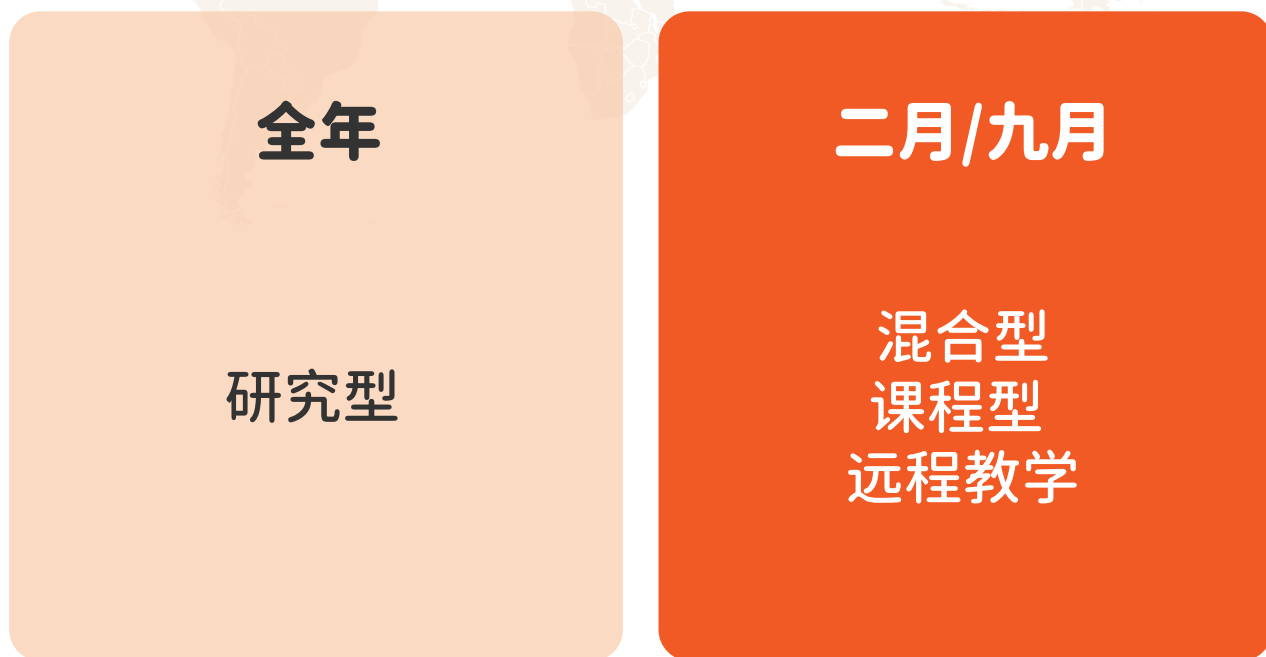 全年
研究型
二月/九月
混合型
课程型
远程教学